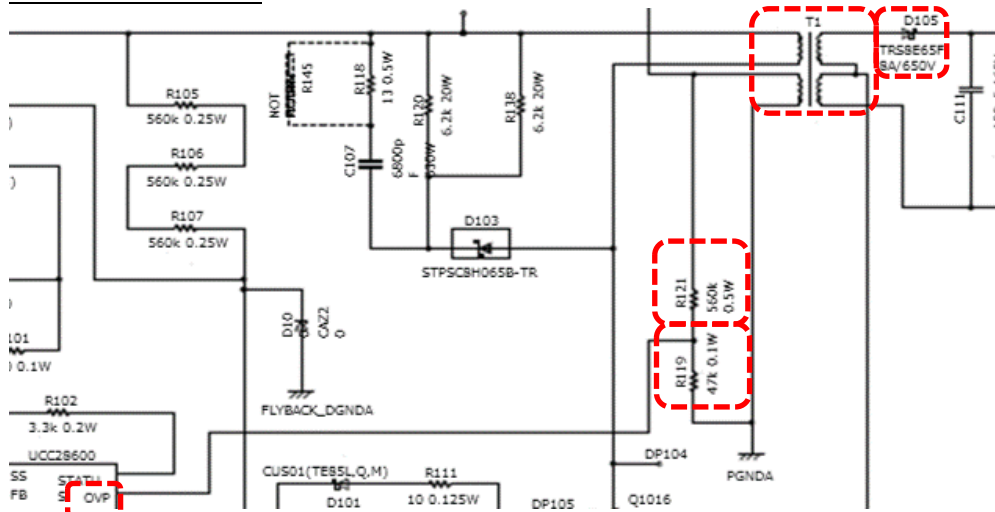 T1
D105
TRS8E65F
8A/650V
C111
NOT
R145
R118
13 0.5W
R120
6.2k 20W
R138
6.2k 20W
R105
560k 0.25W
R106
560k 0.25W
R107
560k 0.25W
C107
6800p
F
630W
D103
STPSC8H065B-TR
R121
560k
0.5W
R119
47k 0.1W
D10
CAZ2
0
101
0 0.1W
FLYBACK_DGNDA
R102
3.3k 0.2W
UCC28600
SS
STATU
FB
S
OVP
CUS01(TE85L,Q,M)
D101
R111
10 0.125W
DP104
DP105
Q1016
PGNDA